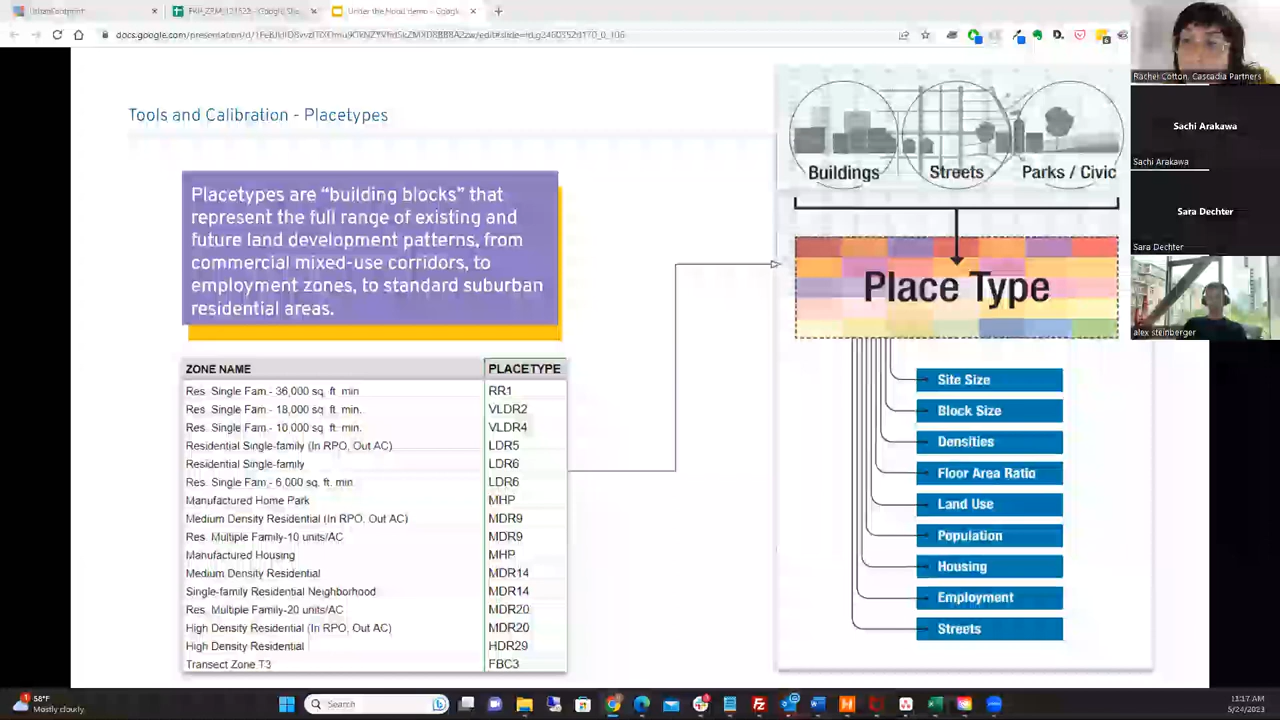 UrbanFootprint
Under the Hood demo - Google
Tools and Calibration - Placetypes
Placetypes are “building blocks” that
represent the full range of existing and
future land development patterns, from
commercial mixed-use corridors, to
employment zones, to standard suburban
residential areas.
ZONE NAME PLACETYPE
Res. Single Fam.- 36,000 sq. ft. min RR1
Res. Single Fam.- 18,000 sq. ft. min. VLDR2
Res. Single Fam.- 10 000 sq. ft. min. VLDR4
Residential Single-family (In RPO, Out AC) LDR5
Residential Single-family LDR6
Res. Single Fam.- 6,000 sq. ft. min LDR6
Manufactured Home Park MHP
Medium Density Residential (In RPO, Out AC) MDR9
Res. Multiple Family-10 units/AC MDR9
Manufactured Housing MHP
Medium Density Residential MDR14
Single-family Residential Neighborhood MDR14
Res. Multiple Family-20 units/AC MDR20
High Density Residential (In RPO, Out AC) MDR20
High Density Residential HDR29
Transect Zone T3 FBC3
Buildings Streets Parks / Civic
Place Type
Site Size
Block Size
Densities
Floor Area Ratio
Land Use
Population
Housing
Employment
Streets
Rachel Cotton, Cascadia Partners
Sachi Arakawa
Sachi Arakawa
Sara Dechter
Sara Dechter
alex steinberger
58°F
Mostly cloudy
Search
11:17 AM
5/24/2023